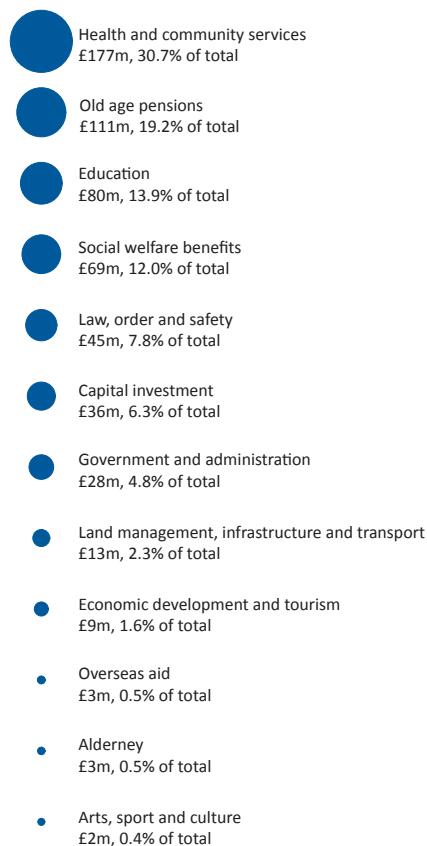 Health and community services
£177m, 30.7% of total
Old age pensions
£111m, 19.2% of total
Education
£80m, 13.9% of total
Social welfare benefits
£69m, 12.0% of total
Law, order and safety
£45m, 7.8% of total
Capital investment
£36m, 6.3% of total
Government and administration
£28m, 4.8% of total
Land management, infrastructure and transport
£13m, 2.3% of total
Economic development and tourism
£9m, 1.6% of total
Overseas aid
£3m, 0.5% of total
Alderney
£3m, 0.5% of total
Arts, sport and culture
£2m, 0.4% of total